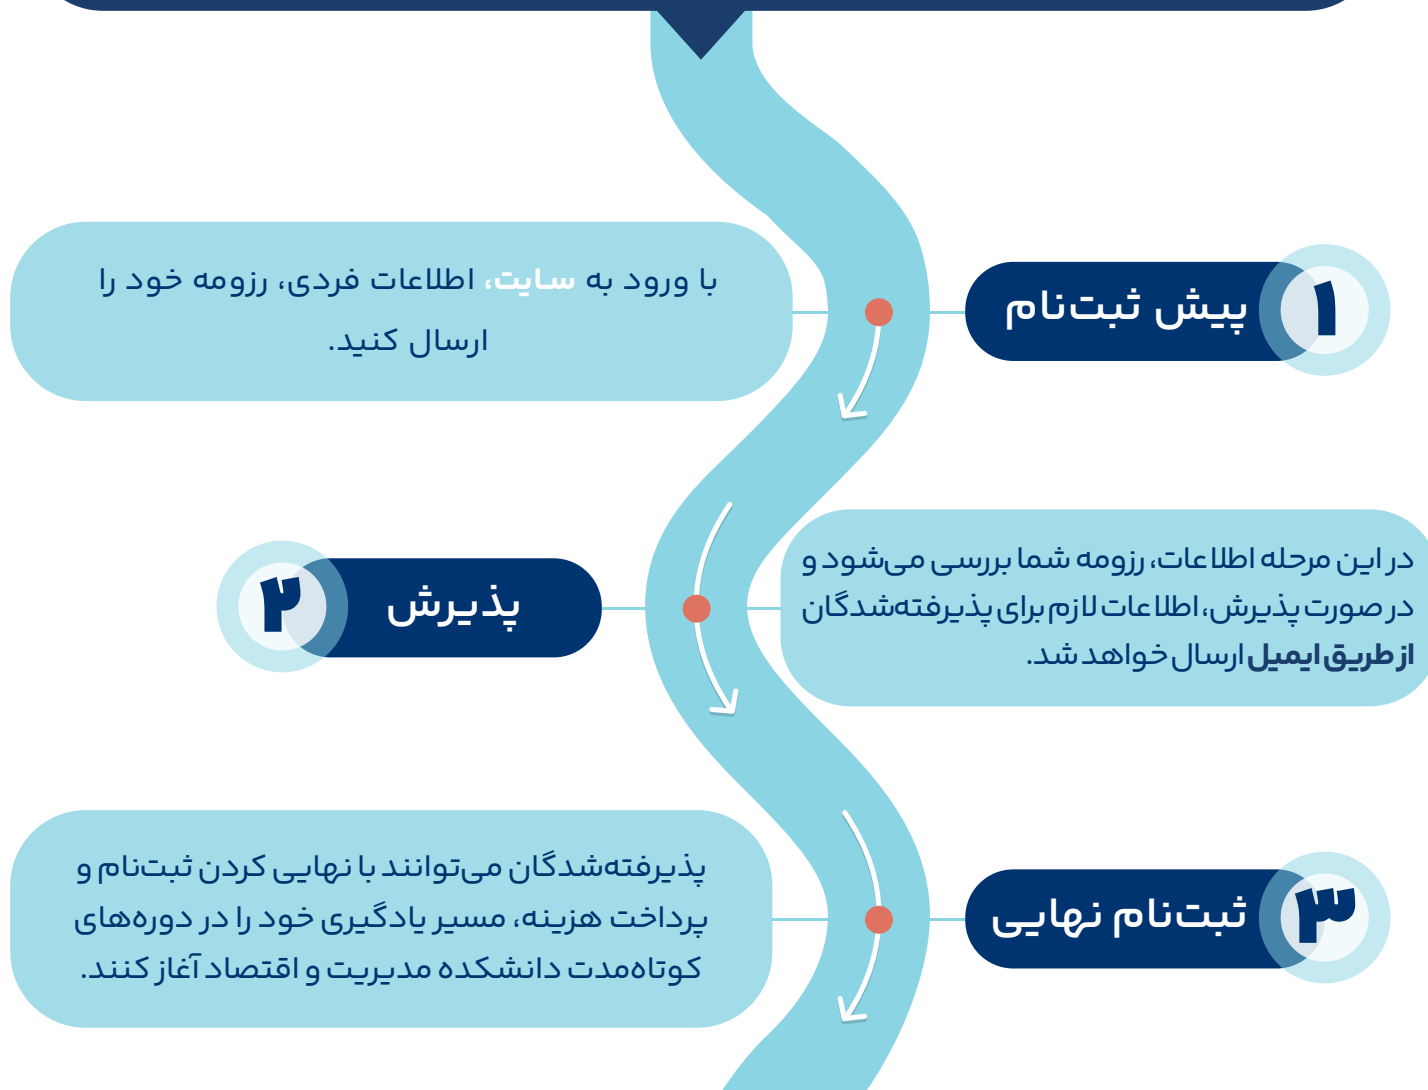 ۱
پیش ثبت‌نام
با ورود به سایت، اطلاعات فردی، رزومه خود را
ارسال کنید.
۲
پذیرش
در این مرحله اطلاعات، رزومه شما بررسی می‌شود و
در صورت پذیرش، اطلاعات لازم برای پذیرفته‌شدگان
از طریق ایمیل ارسال خواهد شد.
۳
ثبت‌نام نهایی
پذیرفته‌شدگان می‌توانند با نهایی کردن ثبت‌نام و
پرداخت هزینه، مسیر یادگیری خود را در دوره‌های
کوتاه‌مدت دانشکده مدیریت و اقتصاد آغاز کنند.